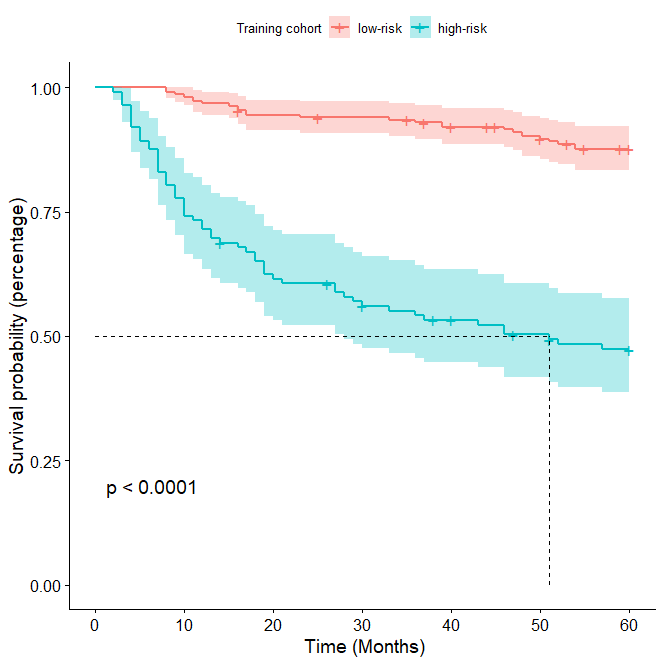 Training cohort low-risk high-risk
Survival probability (percentage)
1.00
0.75
0.50
0.25
0.00
p < 0.0001
0 10 20 30 40 50 60
Time (Months)